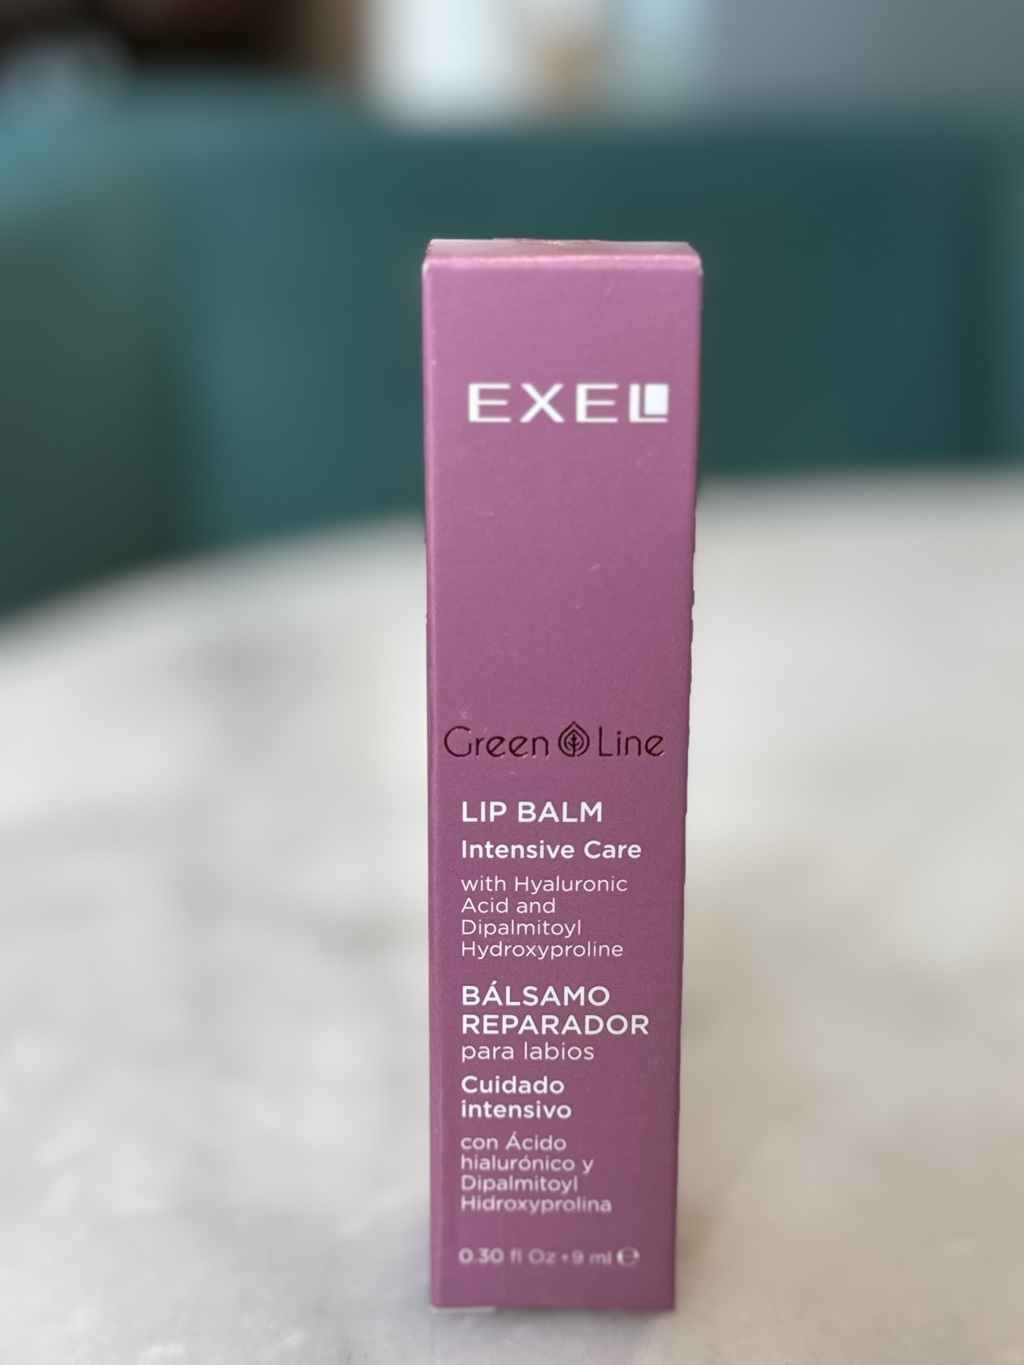 EXEL
Green Line
LIP BALM
Intensive Care
with Hyaluronic
Acid and
Dipalmitoyl
Hydroxyproline
BÁLSAMO
REPARADOR
para labios
Cuidado
intensivo
con Ácido
hialurónico y
Dipalmitoyl
Hidroxyprolina
0.30 fl Oz • 9 ml ℮